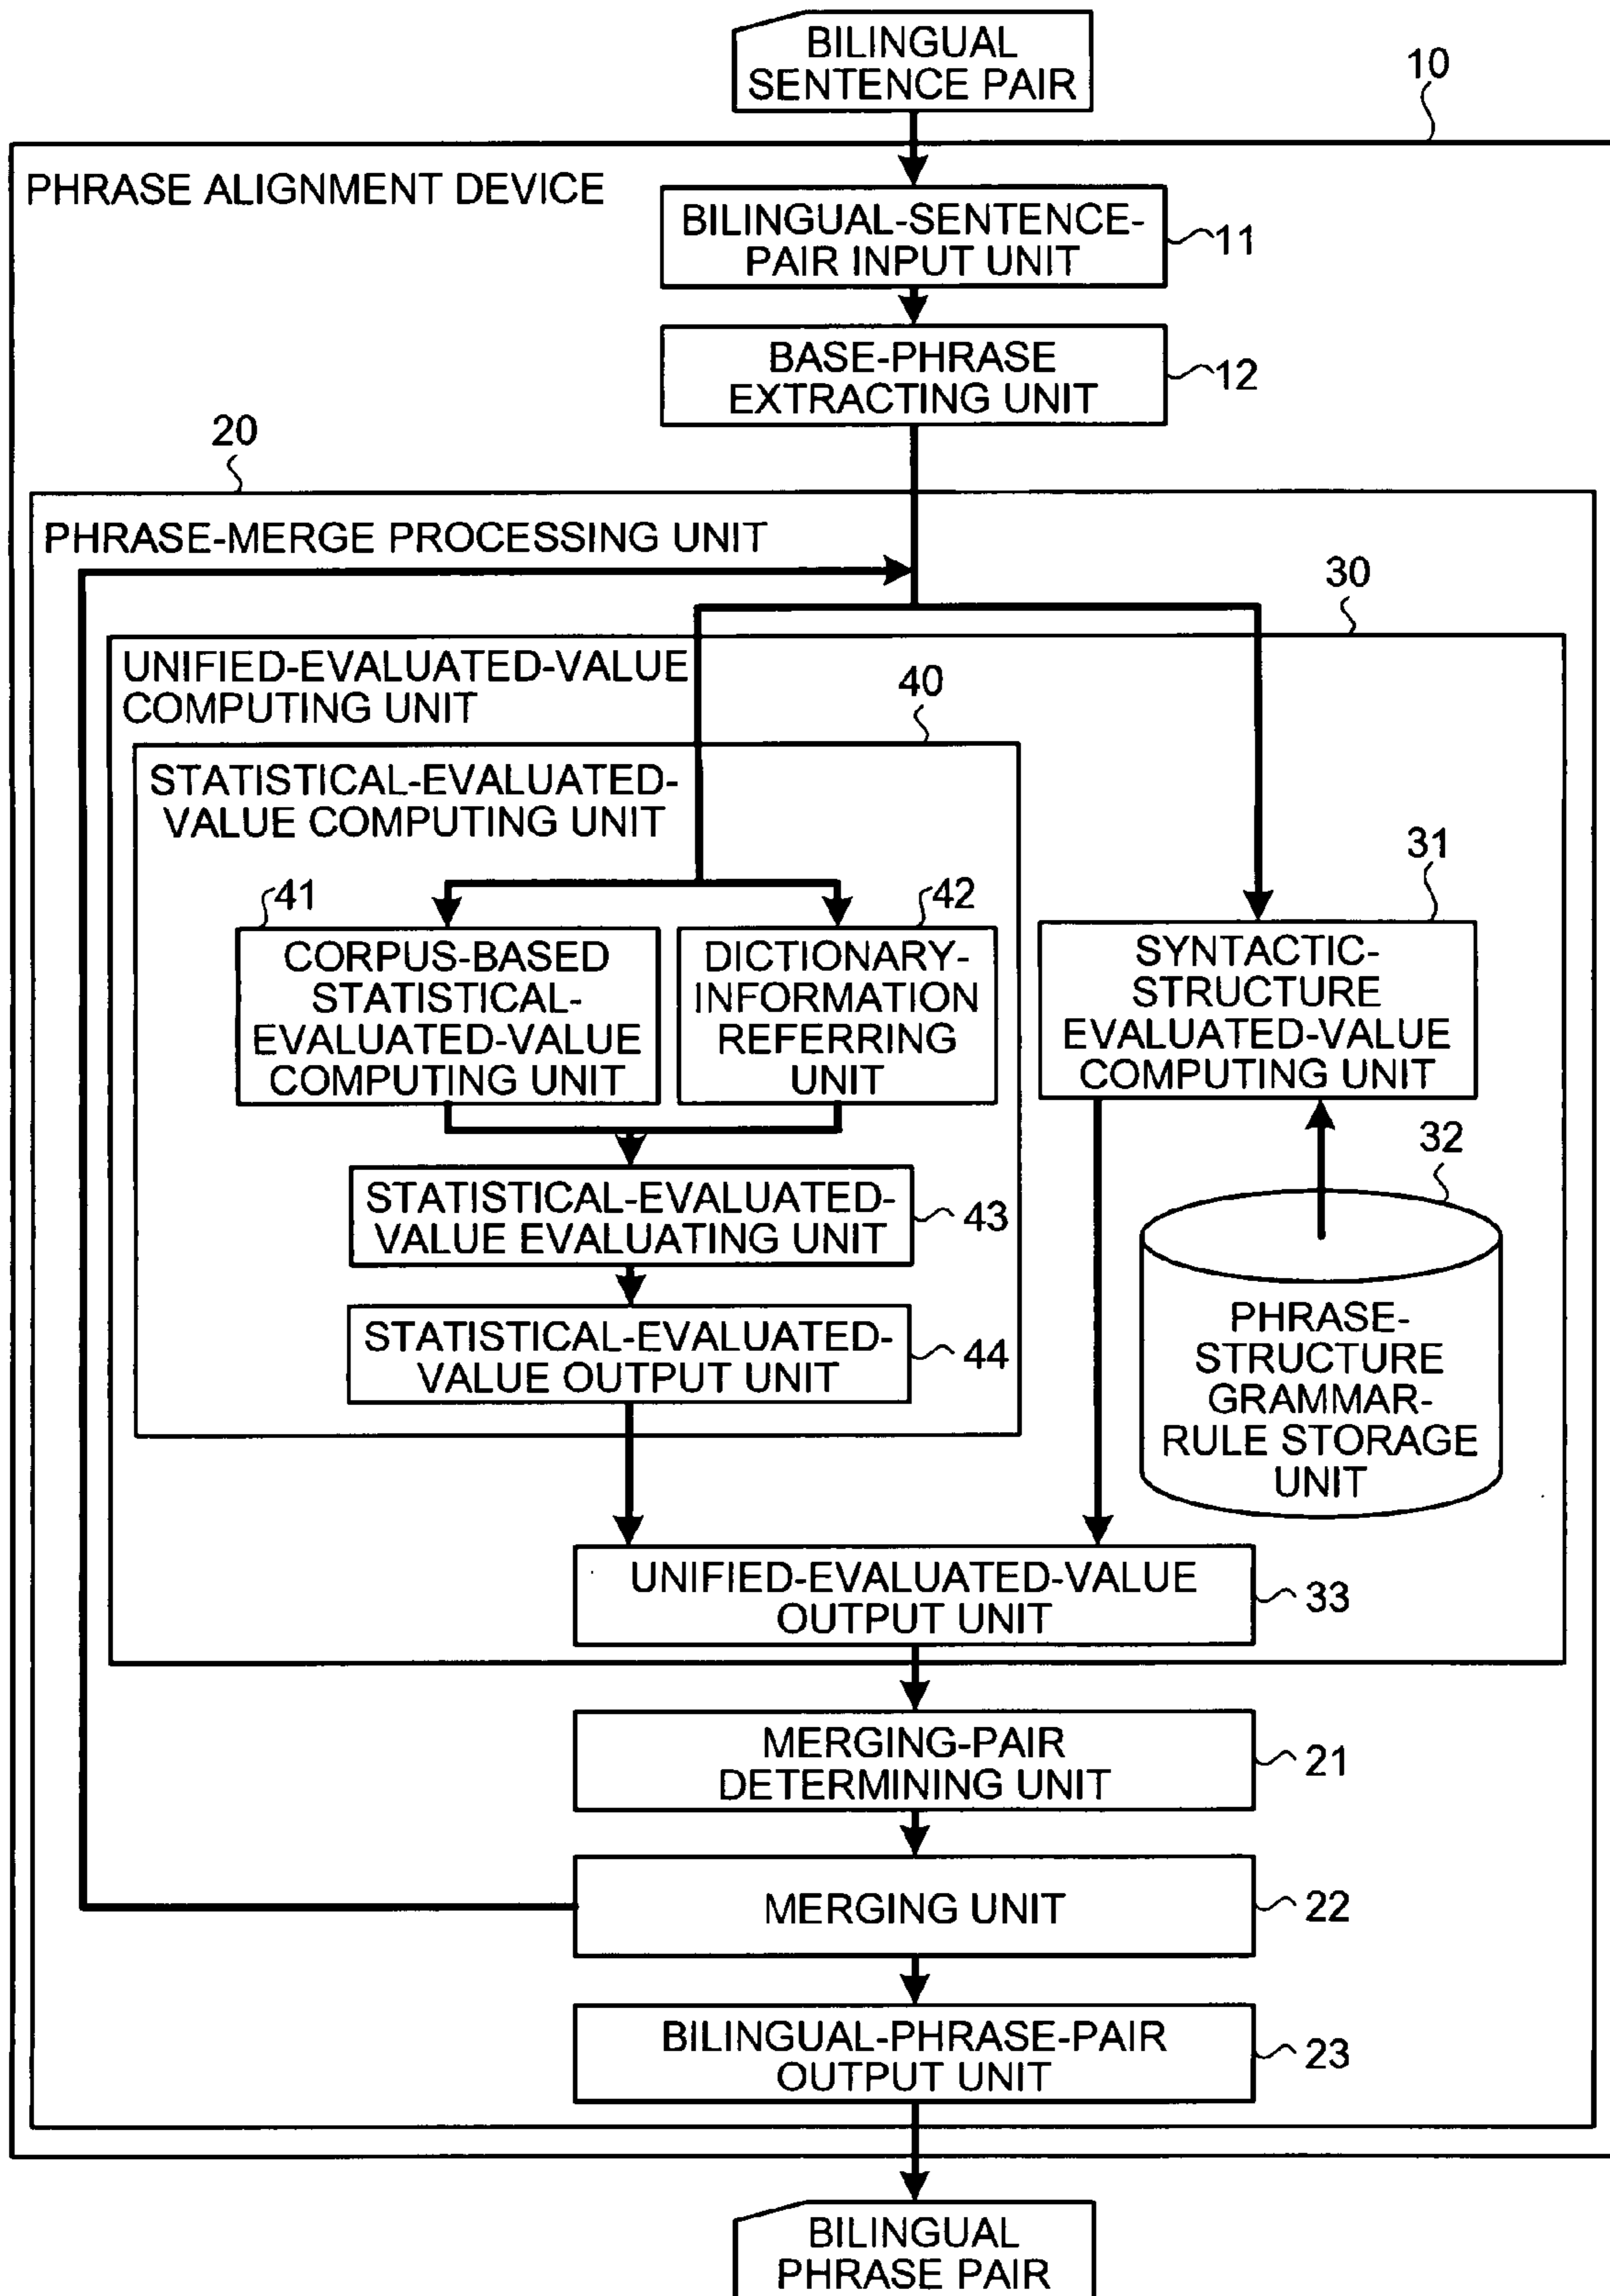 BILINGUAL
SENTENCE PAIR
10
PHRASE ALIGNMENT DEVICE
BILINGUAL-SENTENCE-
PAIR INPUT UNIT
11
BASE-PHRASE
EXTRACTING UNIT
12
20
PHRASE-MERGE PROCESSING UNIT
30
UNIFIED-EVALUATED-VALUE
COMPUTING UNIT
40
STATISTICAL-EVALUATED-
VALUE COMPUTING UNIT
41
CORPUS-BASED
STATISTICAL-
EVALUATED-VALUE
COMPUTING UNIT
42
DICTIONARY-
INFORMATION
REFERRING
UNIT
31
SYNTACTIC-
STRUCTURE
EVALUATED-VALUE
COMPUTING UNIT
32
PHRASE-
STRUCTURE
GRAMMAR-
RULE STORAGE
UNIT
STATISTICAL-EVALUATED-
VALUE EVALUATING UNIT
43
STATISTICAL-EVALUATED-
VALUE OUTPUT UNIT
44
UNIFIED-EVALUATED-VALUE
OUTPUT UNIT
33
MERGING-PAIR
DETERMINING UNIT
21
MERGING UNIT
22
BILINGUAL-PHRASE-PAIR
OUTPUT UNIT
23
BILINGUAL
PHRASE PAIR